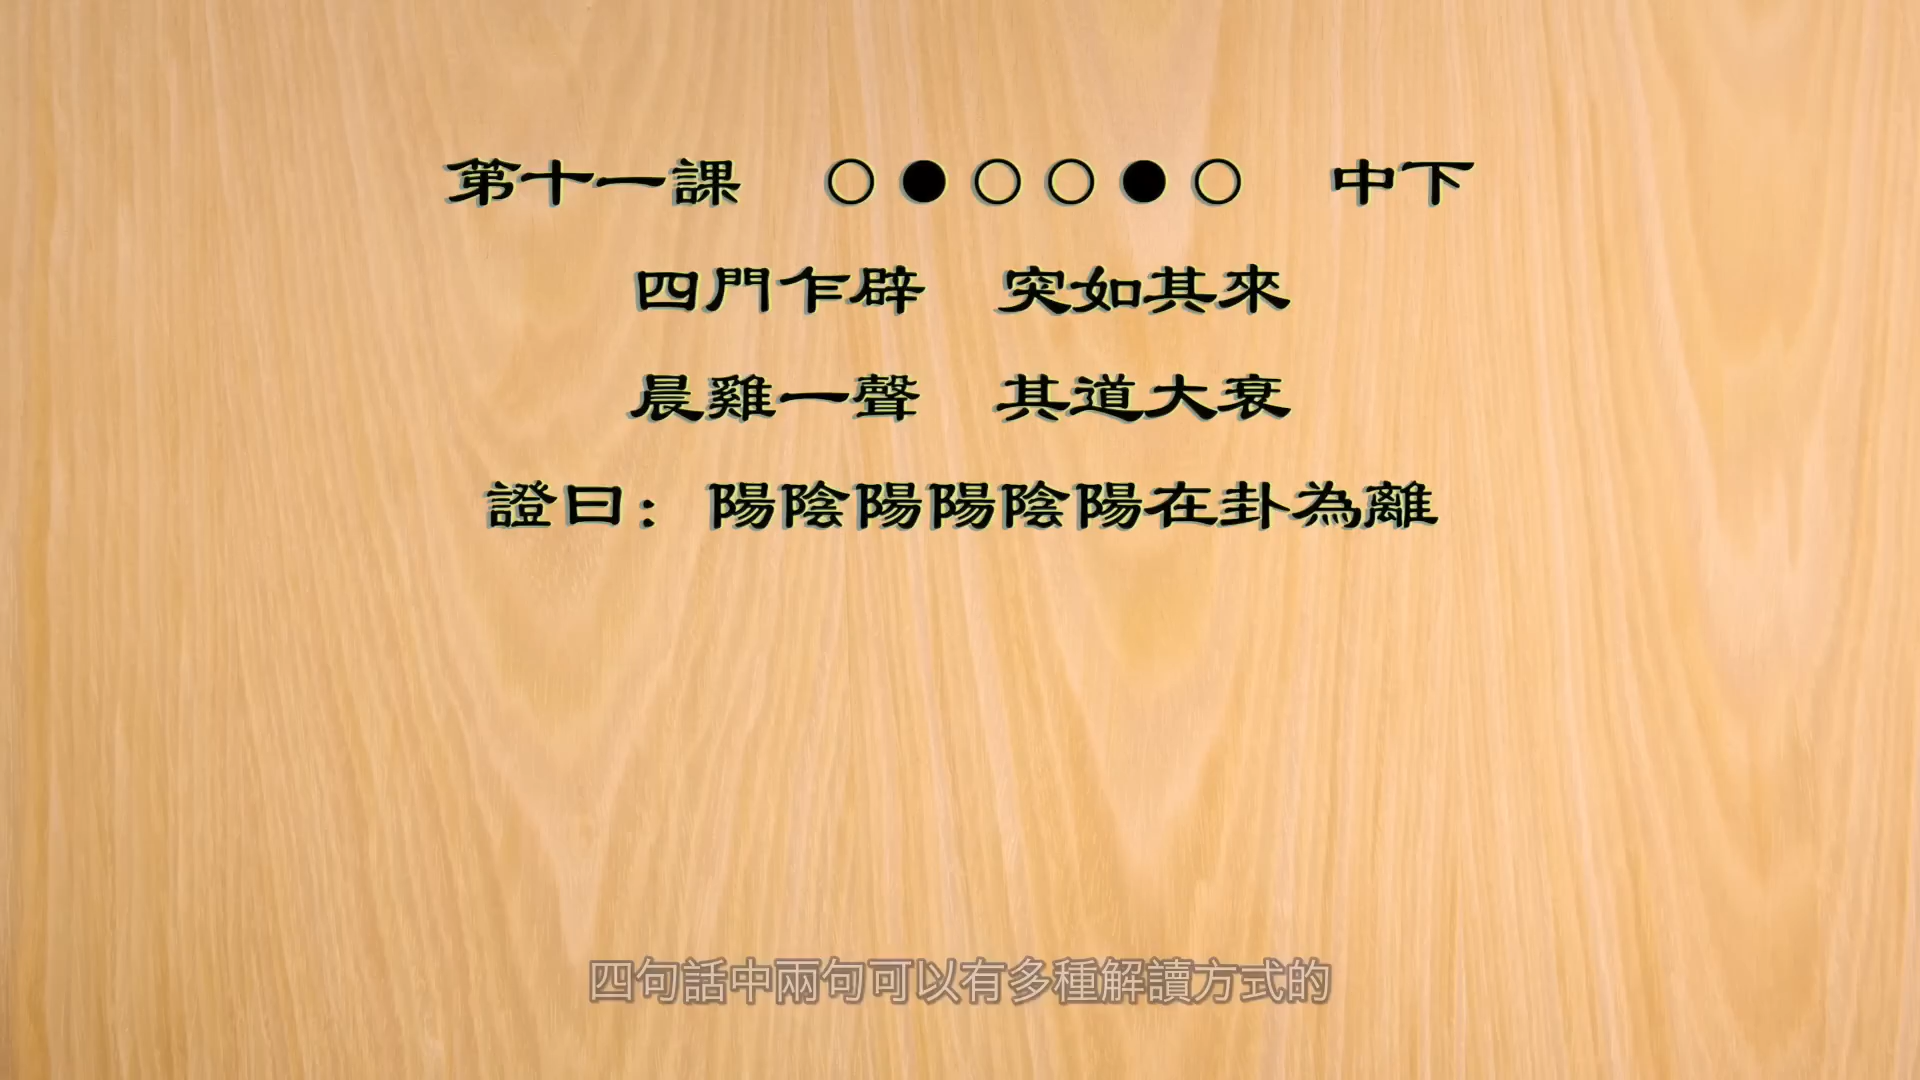 第十一課 ○●○○●○ 中下
四門乍辟 突如其來
晨雞一聲 其道大衰
證曰：陽陰陽陽陰陽在卦為離
四句話中兩句可以有多種解讀方式的